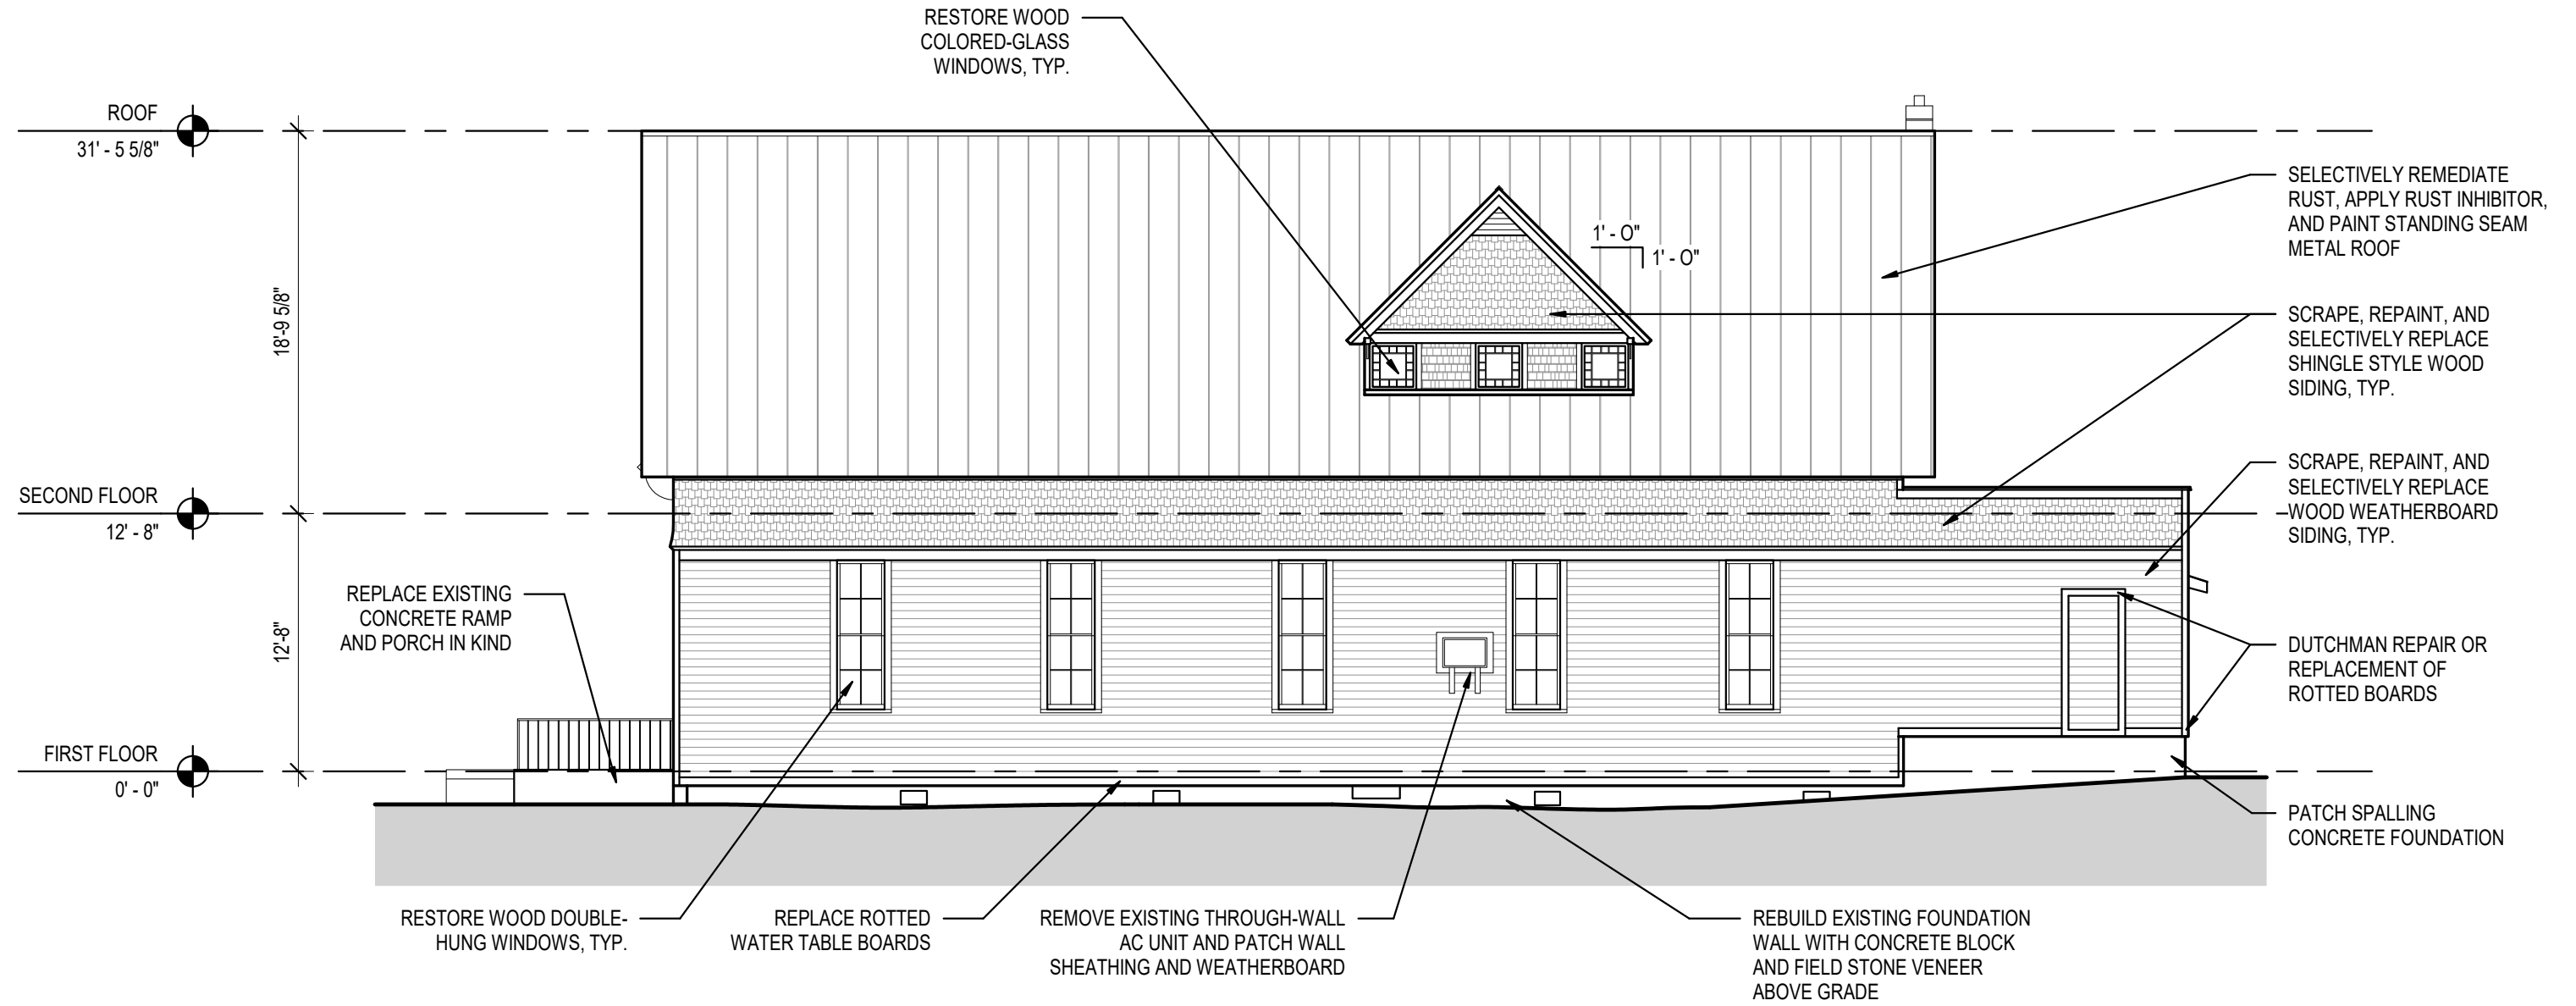 RESTORE WOOD
COLORED-GLASS
WINDOWS, TYP.
ROOF
31' - 5 5/8"
SELECTIVELY REMEDIATE
RUST, APPLY RUST INHIBITOR,
AND PAINT STANDING SEAM
METAL ROOF
1' - 0"
1' - 0"
18'-9 5/8"
SCRAPE, REPAINT, AND
SELECTIVELY REPLACE
SHINGLE STYLE WOOD
SIDING, TYP.
SECOND FLOOR
12' - 8"
SCRAPE, REPAINT, AND
SELECTIVELY REPLACE
WOOD WEATHERBOARD
SIDING, TYP.
REPLACE EXISTING
CONCRETE RAMP
AND PORCH IN KIND
12'-8"
DUTCHMAN REPAIR OR
REPLACEMENT OF
ROTTED BOARDS
FIRST FLOOR
0' - 0"
PATCH SPALLING
CONCRETE FOUNDATION
RESTORE WOOD DOUBLE-
HUNG WINDOWS, TYP.
REPLACE ROTTED
WATER TABLE BOARDS
REMOVE EXISTING THROUGH-WALL
AC UNIT AND PATCH WALL
SHEATHING AND WEATHERBOARD
REBUILD EXISTING FOUNDATION
WALL WITH CONCRETE BLOCK
AND FIELD STONE VENEER
ABOVE GRADE